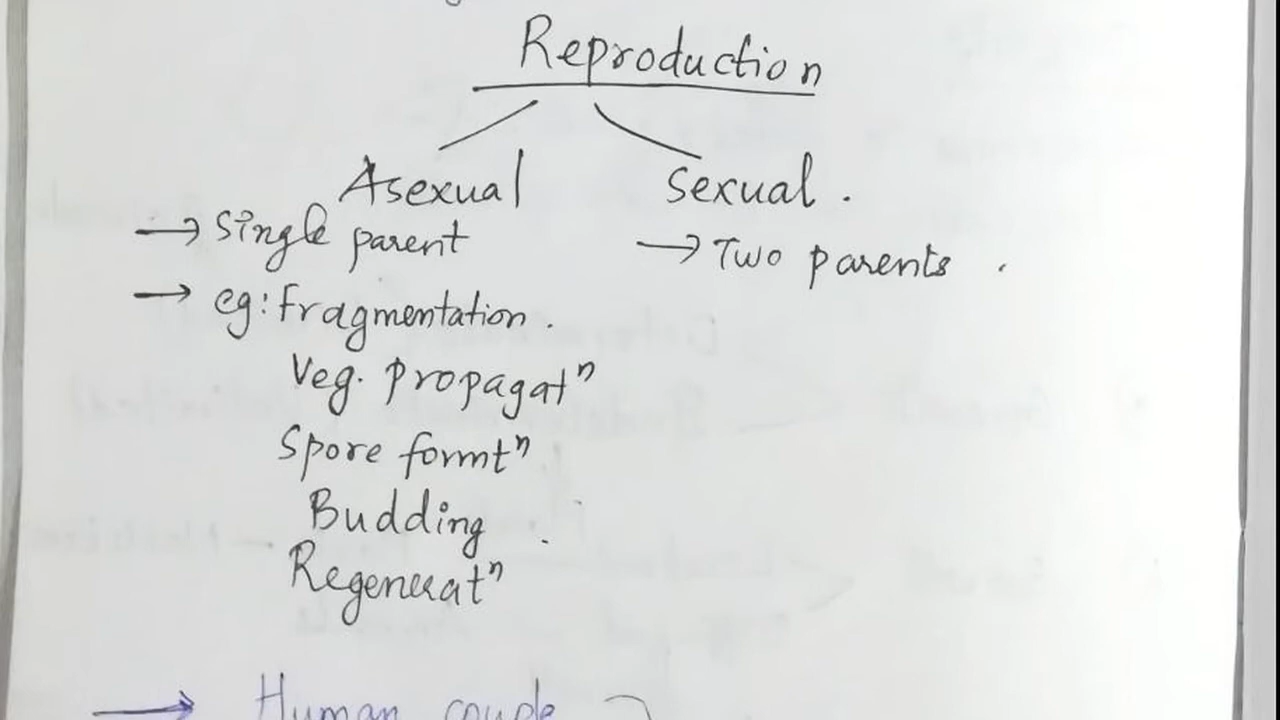 Reproduction
Asexual
Sexual.
→ Single parent
→ Two parents.
→ eg: fragmentation.
Veg. propagatⁿ
Spore formtⁿ
Budding.
Regeneratⁿ
→ Human couple